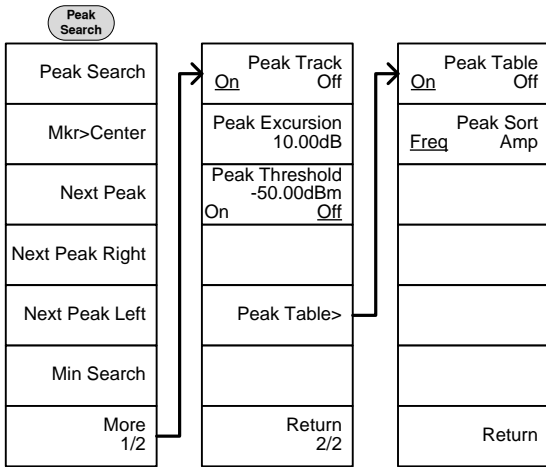 Peak
Search
Peak Search
Mkr>Center
Next Peak
Next Peak Right
Next Peak Left
Min Search
More
1/2
Peak Track
On Off
Peak Excursion
10.00dB
Peak Threshold
-50.00dBm
On Off
Peak Table>
Return
2/2
Peak Table
On Off
Peak Sort
Freq Amp
Return